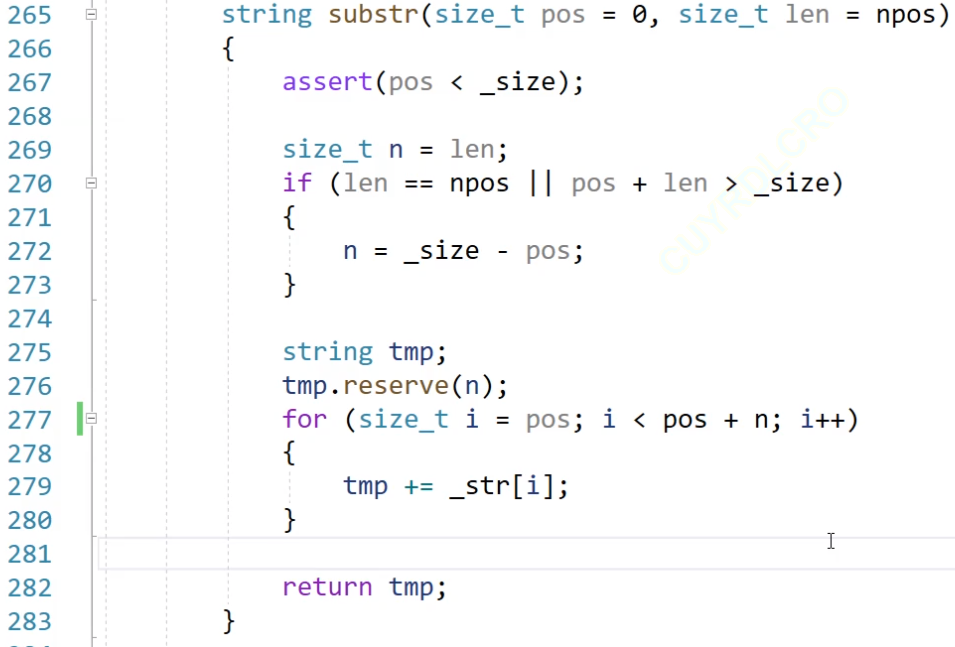 265 string substr(size_t pos = 0, size_t len = npos)
266 {
267 assert(pos < _size);
268
269 size_t n = len;
270 if (len == npos || pos + len > _size)
271 {
272 n = _size - pos;
273 }
274
275 string tmp;
276 tmp.reserve(n);
277 for (size_t i = pos; i < pos + n; i++)
278 {
279 tmp += _str[i];
280 }
281
282 return tmp;
283 }